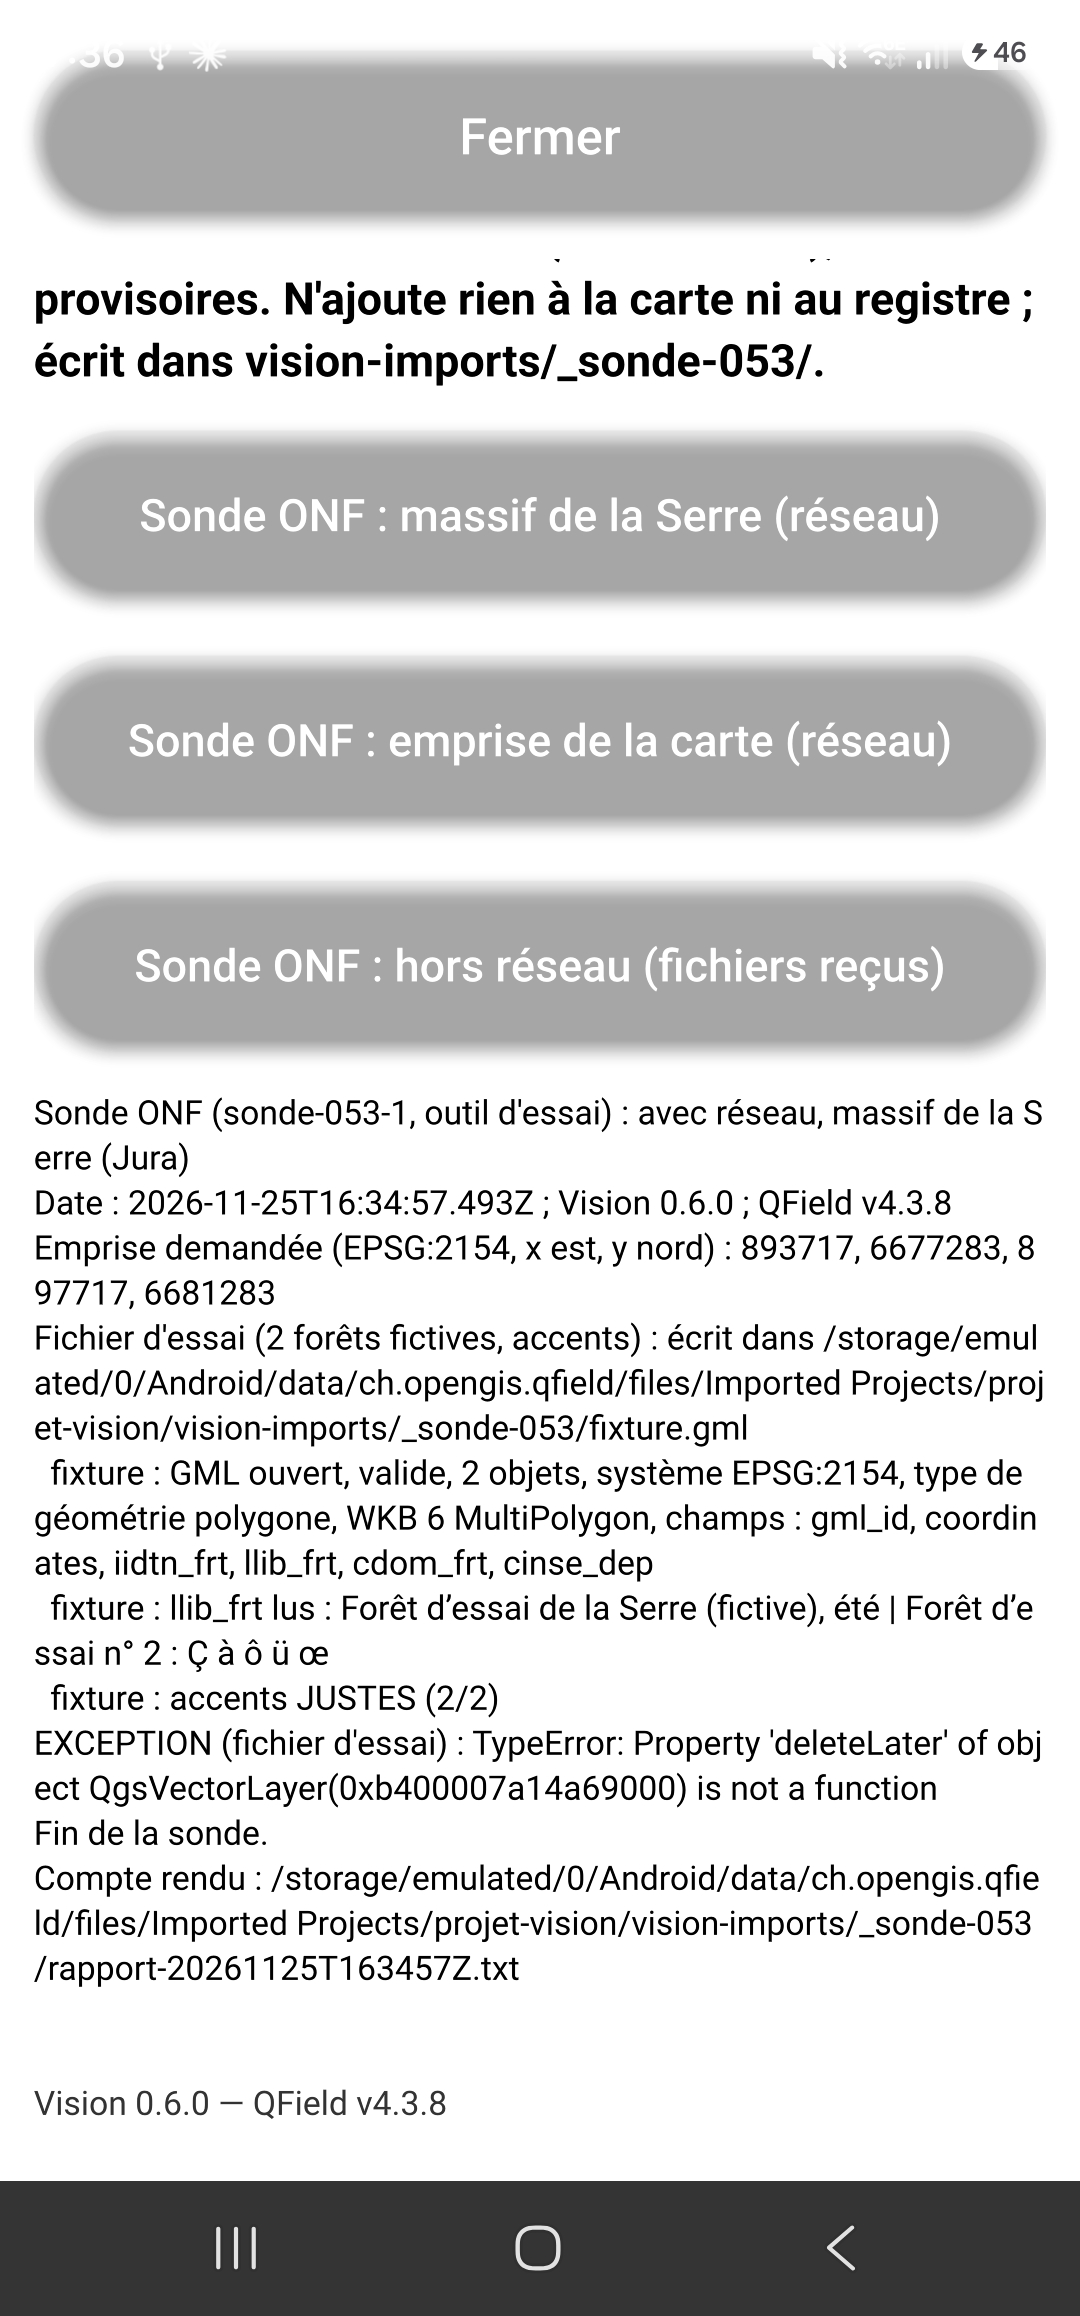 46
Fermer
provisoires. N'ajoute rien à la carte ni au registre ;
écrit dans vision-imports/_sonde-053/.
Sonde ONF : massif de la Serre (réseau)
Sonde ONF : emprise de la carte (réseau)
Sonde ONF : hors réseau (fichiers reçus)
Sonde ONF (sonde-053-1, outil d'essai) : avec réseau, massif de la S
erre (Jura)
Date : 2026-11-25T16:34:57.493Z ; Vision 0.6.0 ; QField v4.3.8
Emprise demandée (EPSG:2154, x est, y nord) : 893717, 6677283, 8
97717, 6681283
Fichier d'essai (2 forêts fictives, accents) : écrit dans /storage/emul
ated/0/Android/data/ch.opengis.qfield/files/Imported Projects/proj
et-vision/vision-imports/_sonde-053/fixture.gml
fixture : GML ouvert, valide, 2 objets, système EPSG:2154, type de
géométrie polygone, WKB 6 MultiPolygon, champs : gml_id, coordin
ates, iidtn_frt, llib_frt, cdom_frt, cinse_dep
fixture : llib_frt lus : Forêt d’essai de la Serre (fictive), été | Forêt d’e
ssai n° 2 : Ç à ô ü œ
fixture : accents JUSTES (2/2)
EXCEPTION (fichier d'essai) : TypeError: Property 'deleteLater' of obj
ect QgsVectorLayer(0xb400007a14a69000) is not a function
Fin de la sonde.
Compte rendu : /storage/emulated/0/Android/data/ch.opengis.qfie
ld/files/Imported Projects/projet-vision/vision-imports/_sonde-053
/rapport-20261125T163457Z.txt
Vision 0.6.0 — QField v4.3.8